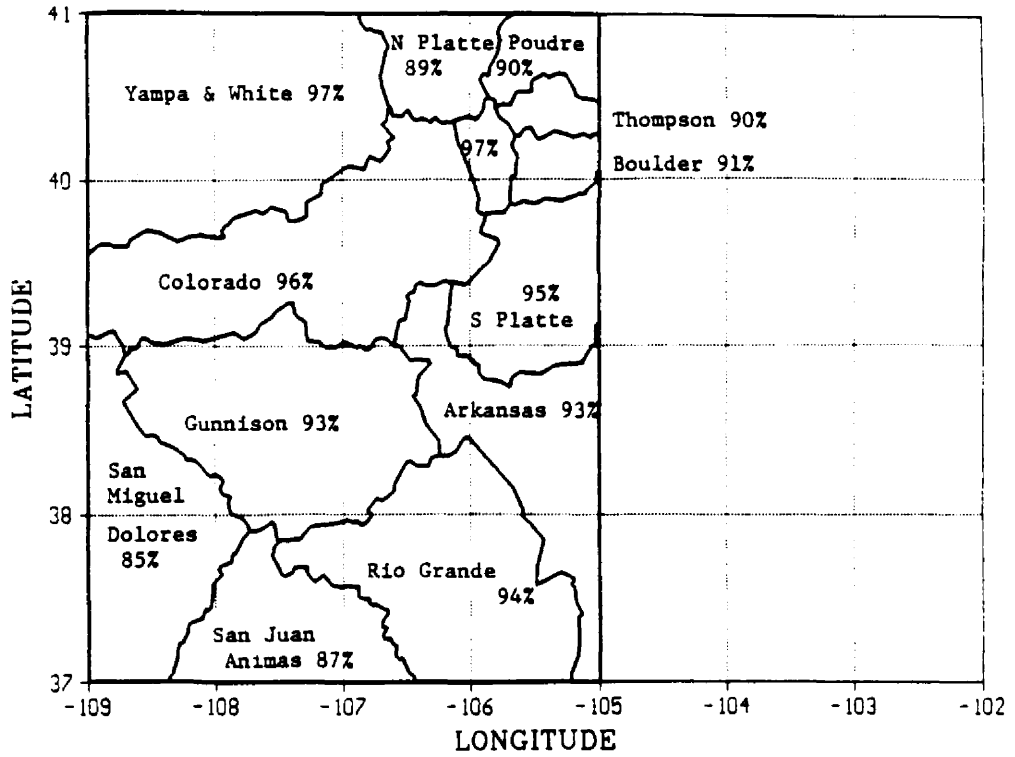 41
N Platte Poudre
89%
90%
Yampa & White 97%
Thompson 90%
97%
Boulder 91%
40
Colorado 96%
95%
S Platte
39
Arkansas 93%
Gunnison 93%
San
Miguel
38
Dolores
85%
Rio Grande
94%
San Juan
Animas 87%
37
-109 -108 -107 -106 -105 -104 -103 -102
LATITUDE
LONGITUDE